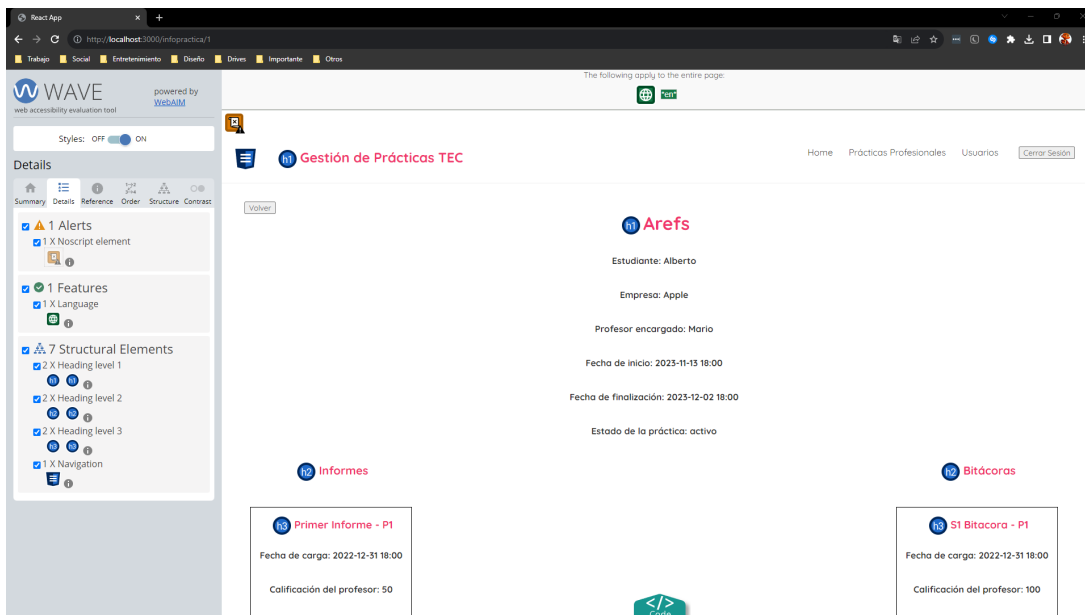 React App
http://localhost:3000/infopractica/1
Trabajo Social Entretenimiento Diseño Drives Importante Otros
The following apply to the entire page:
"en"
WAVE
web accessibility evaluation tool
powered by
WebAIM
Styles: OFF ON
Details
Summary Details Reference Order Structure Contrast
1 Alerts
1 X Noscript element
1 Features
1 X Language
7 Structural Elements
2 X Heading level 1
h1 h1
2 X Heading level 2
h2 h2
2 X Heading level 3
h3 h3
1 X Navigation
h1 Gestión de Prácticas TEC
Home Prácticas Profesionales Usuarios Cerrar Sesión
Volver
h1 Arefs
Estudiante: Alberto
Empresa: Apple
Profesor encargado: Mario
Fecha de inicio: 2023-11-13 18:00
Fecha de finalización: 2023-12-02 18:00
Estado de la práctica: activo
h2 Informes
h2 Bitácoras
h3 Primer Informe - P1
Fecha de carga: 2022-12-31 18:00
Calificación del profesor: 50
h3 S1 Bitacora - P1
Fecha de carga: 2022-12-31 18:00
Calificación del profesor: 100
</>
Code